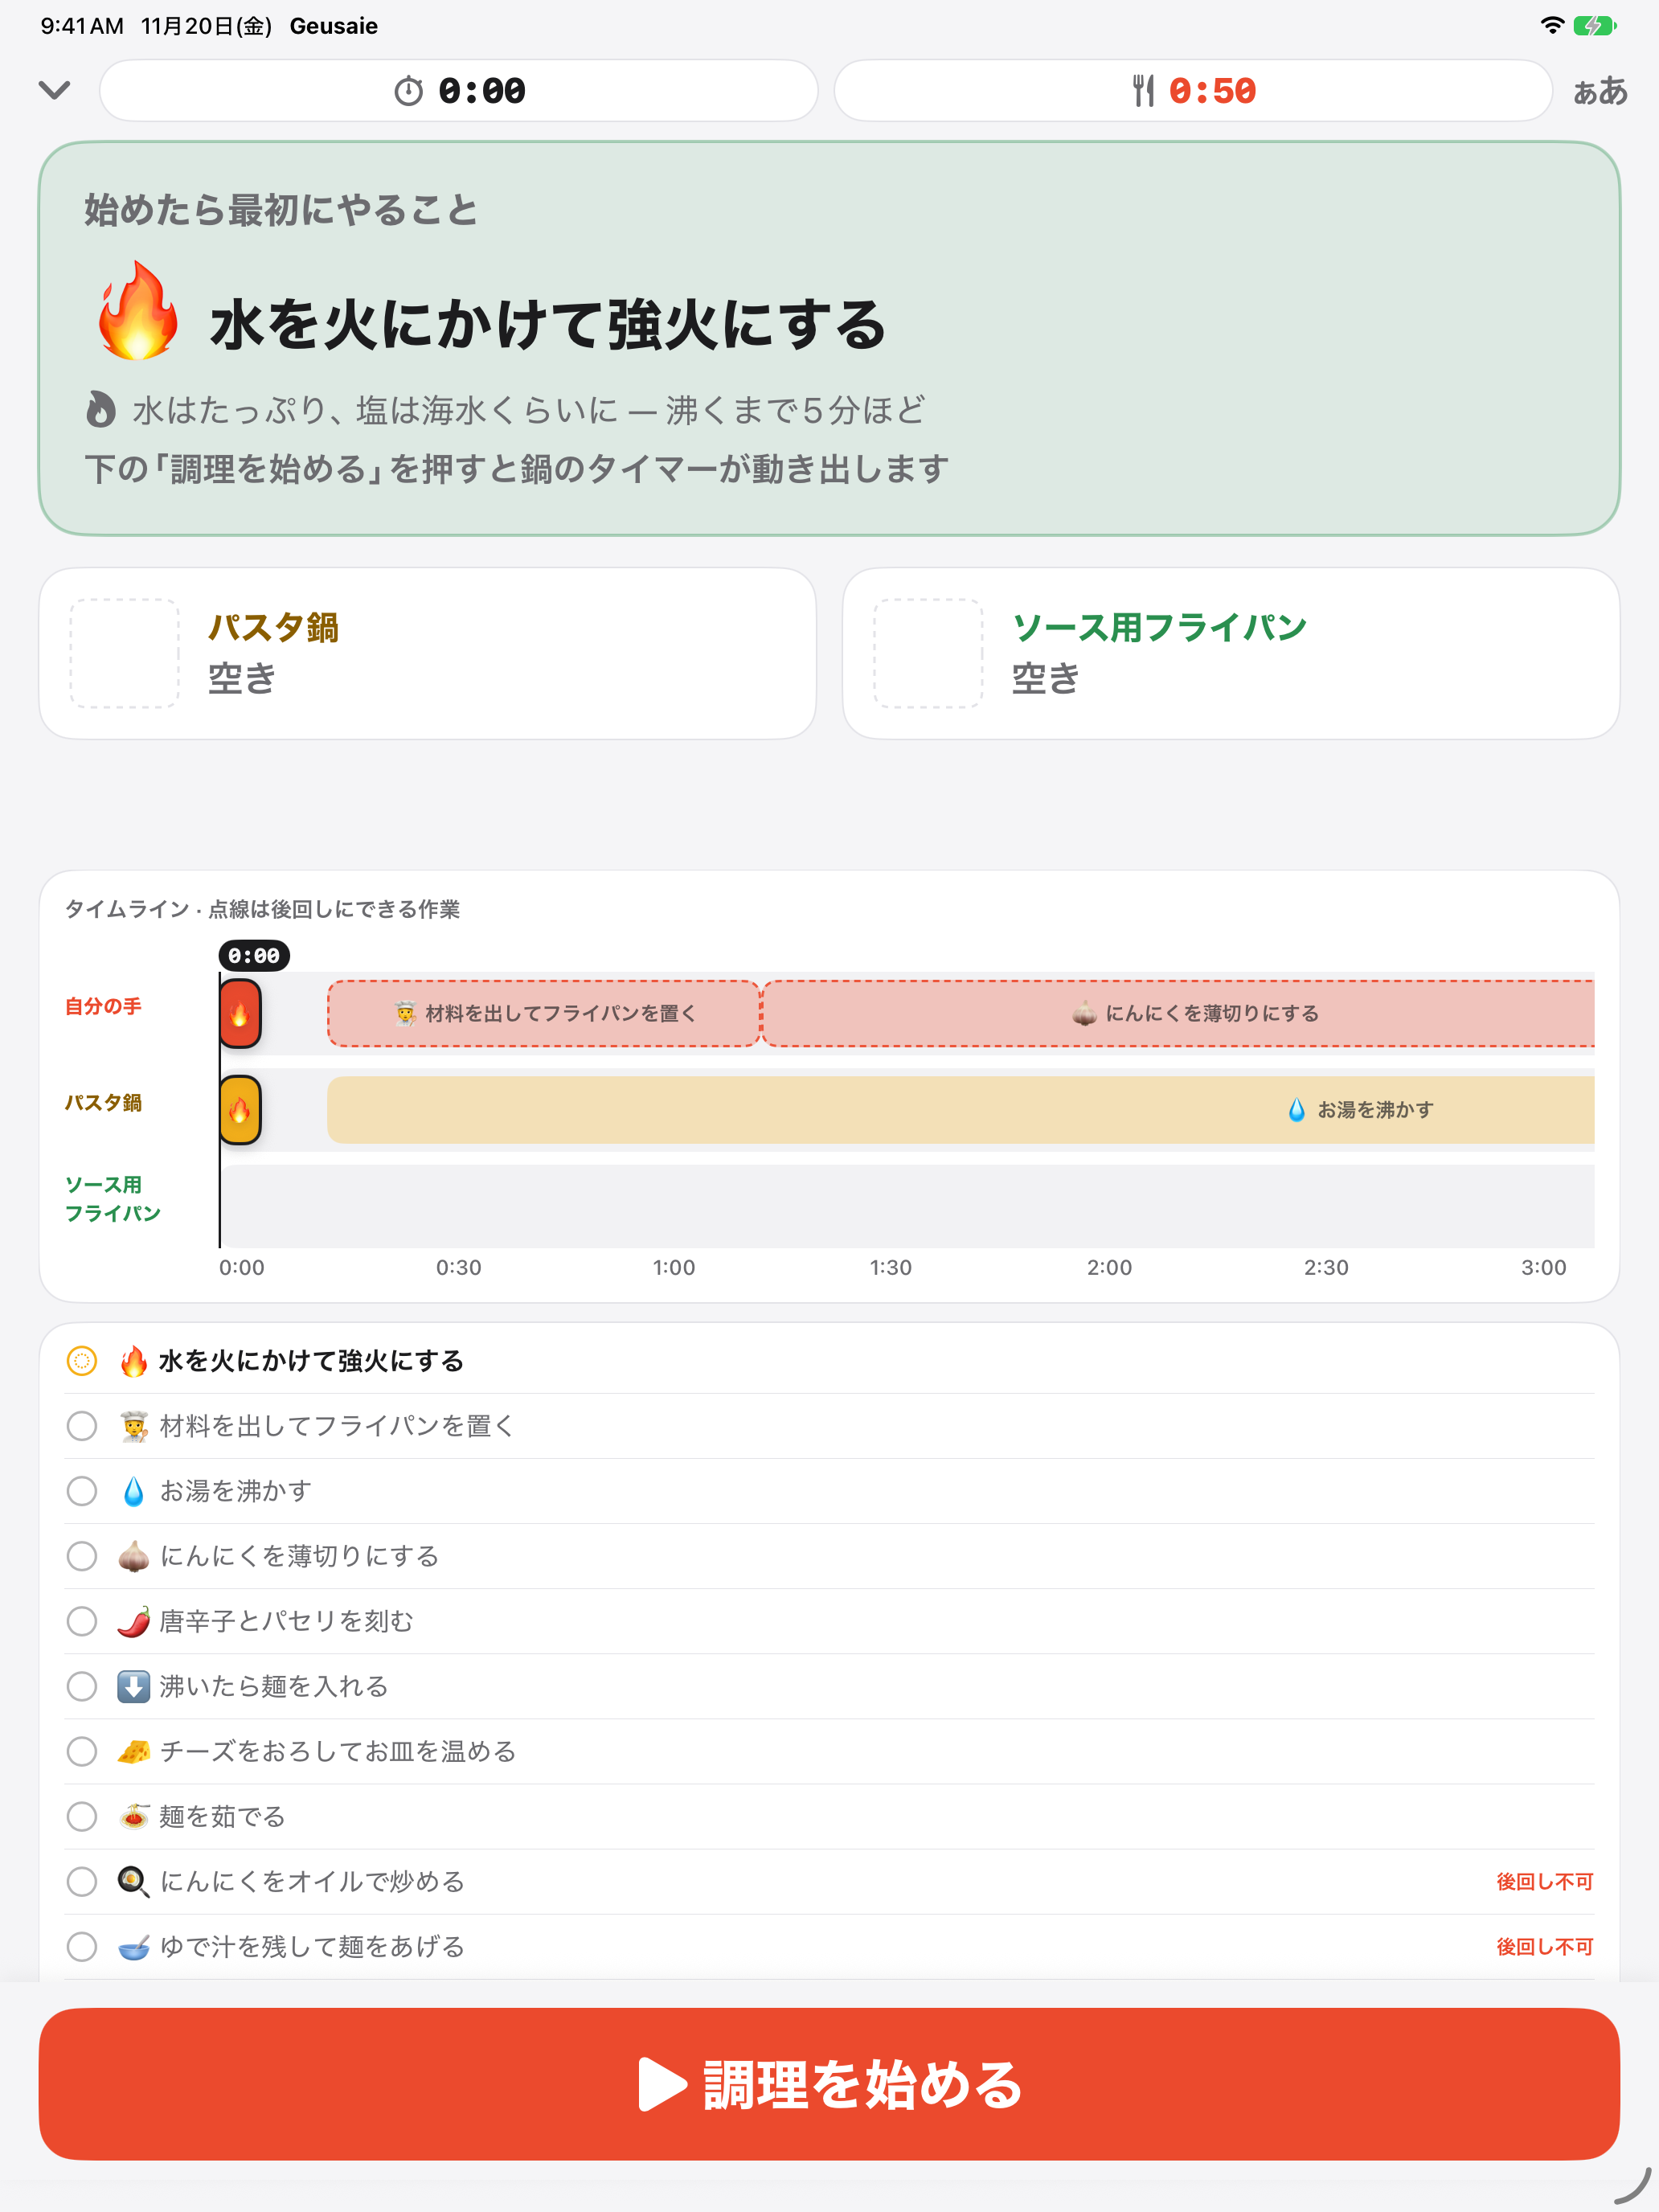 9:41 AM 11月20日(金) Geusaie
0:00
0:50
ああ
始めたら最初にやること
水を火にかけて強火にする
水はたっぷり、塩は海水くらいに — 沸くまで5分ほど
下の「調理を始める」を押すと鍋のタイマーが動き出します
パスタ鍋
空き
ソース用フライパン
空き
タイムライン · 点線は後回しにできる作業
0:00
自分の手
材料を出してフライパンを置く
にんにくを薄切りにする
パスタ鍋
お湯を沸かす
ソース用
フライパン
0:00 0:30 1:00 1:30 2:00 2:30 3:00
水を火にかけて強火にする
材料を出してフライパンを置く
お湯を沸かす
にんにくを薄切りにする
唐辛子とパセリを刻む
沸いたら麺を入れる
チーズをおろしてお皿を温める
麺を茹でる
にんにくをオイルで炒める 後回し不可
ゆで汁を残して麺をあげる 後回し不可
調理を始める